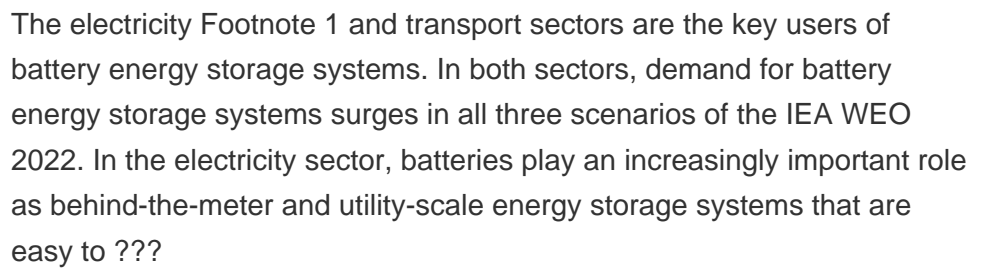 The electricity Footnote 1 and transport sectors are the key users of
battery energy storage systems. In both sectors, demand for battery
energy storage systems surges in all three scenarios of the IEA WEO
2022. In the electricity sector, batteries play an increasingly important role
as behind-the-meter and utility-scale energy storage systems that are
easy to ???